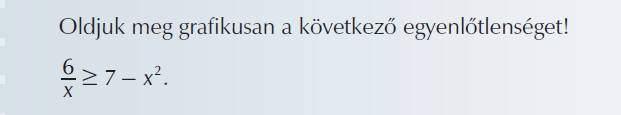 Oldjuk meg grafikusan a következő egyenlőtlenséget!
6/x ≥ 7 – x².